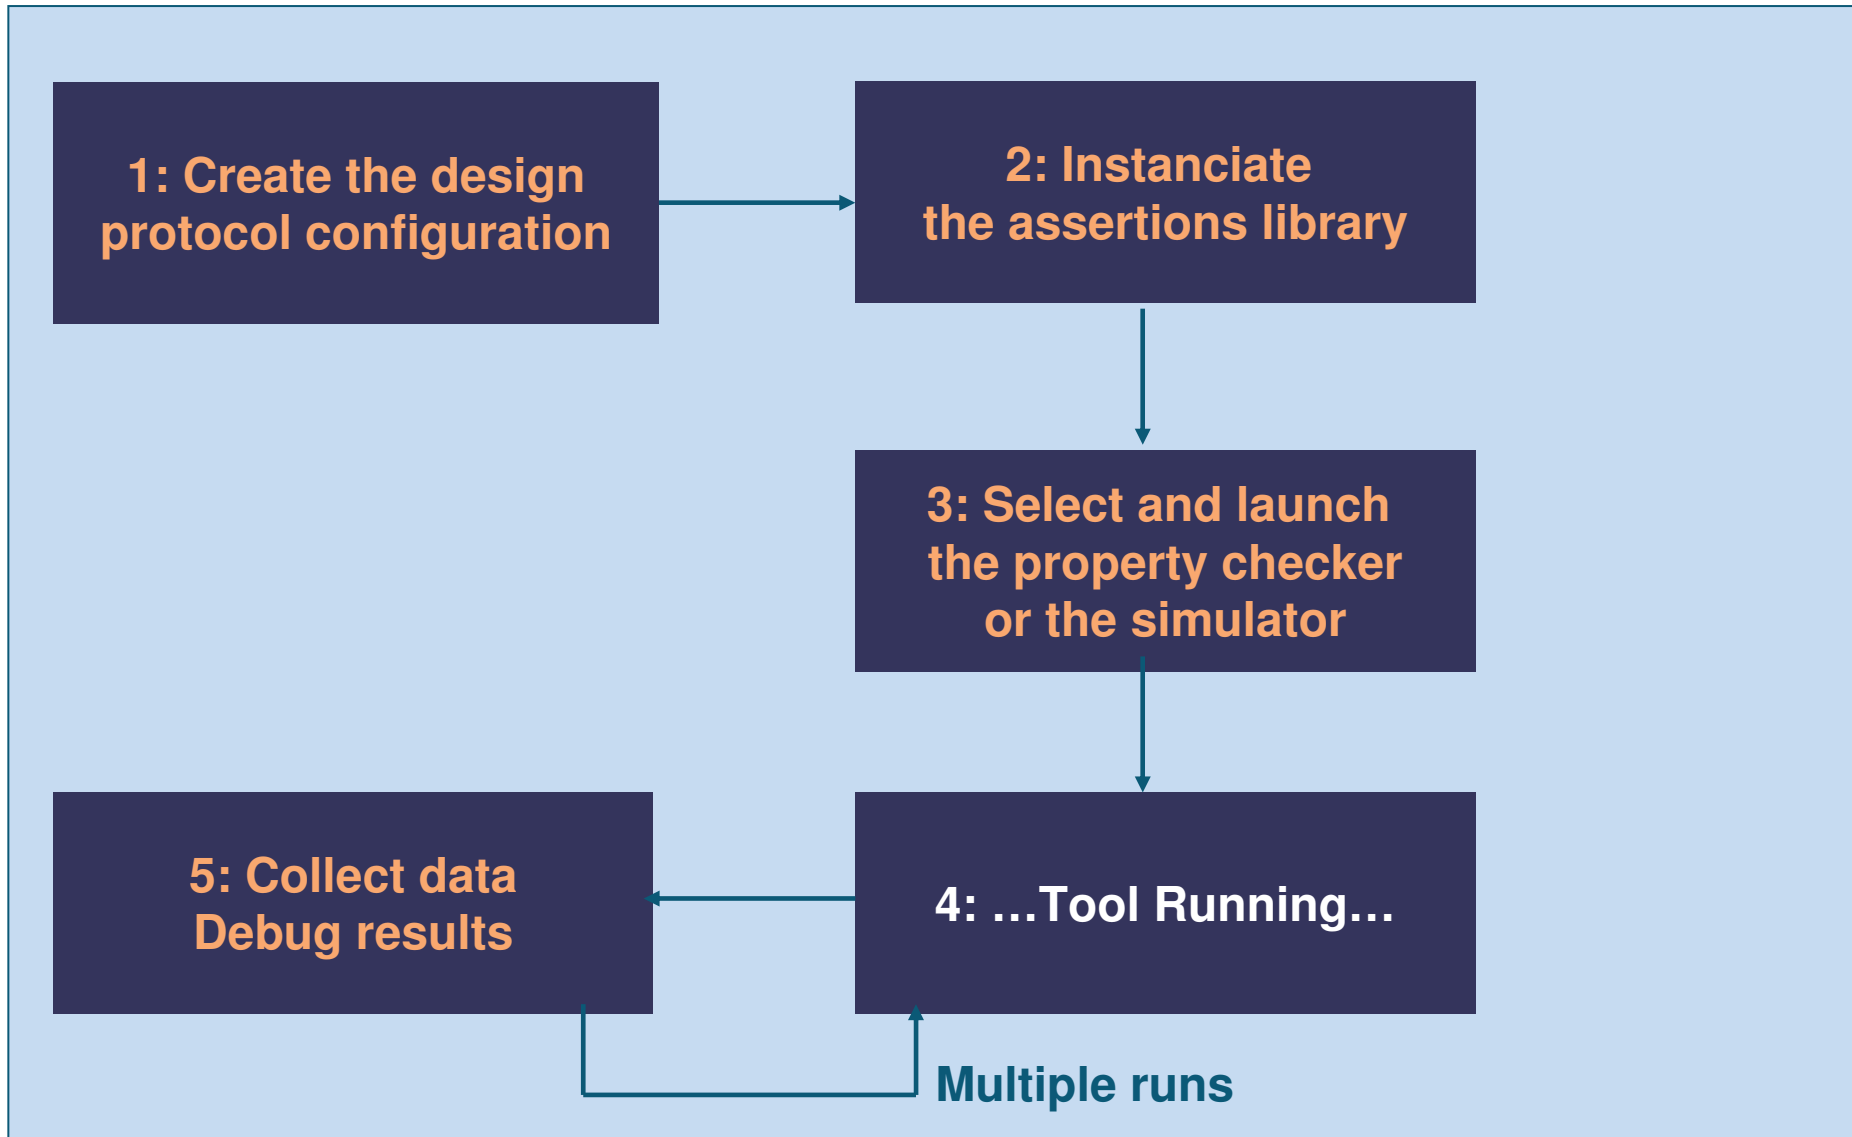 1: Create the design
protocol configuration
2: Instanciate
the assertions library
3: Select and launch
the property checker
or the simulator
4: …Tool Running…
5: Collect data
Debug results
Multiple runs